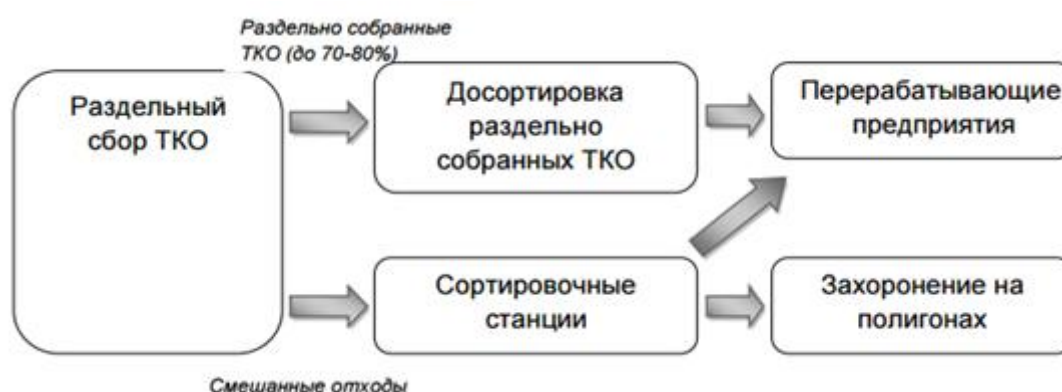 Раздельно собранные
ТКО (до 70-80%)
Раздельный
сбор ТКО
Досортировка
раздельно
собранных ТКО
Перерабатывающие
предприятия
Сортировочные
станции
Захоронение на
полигонах
Смешанные отходы